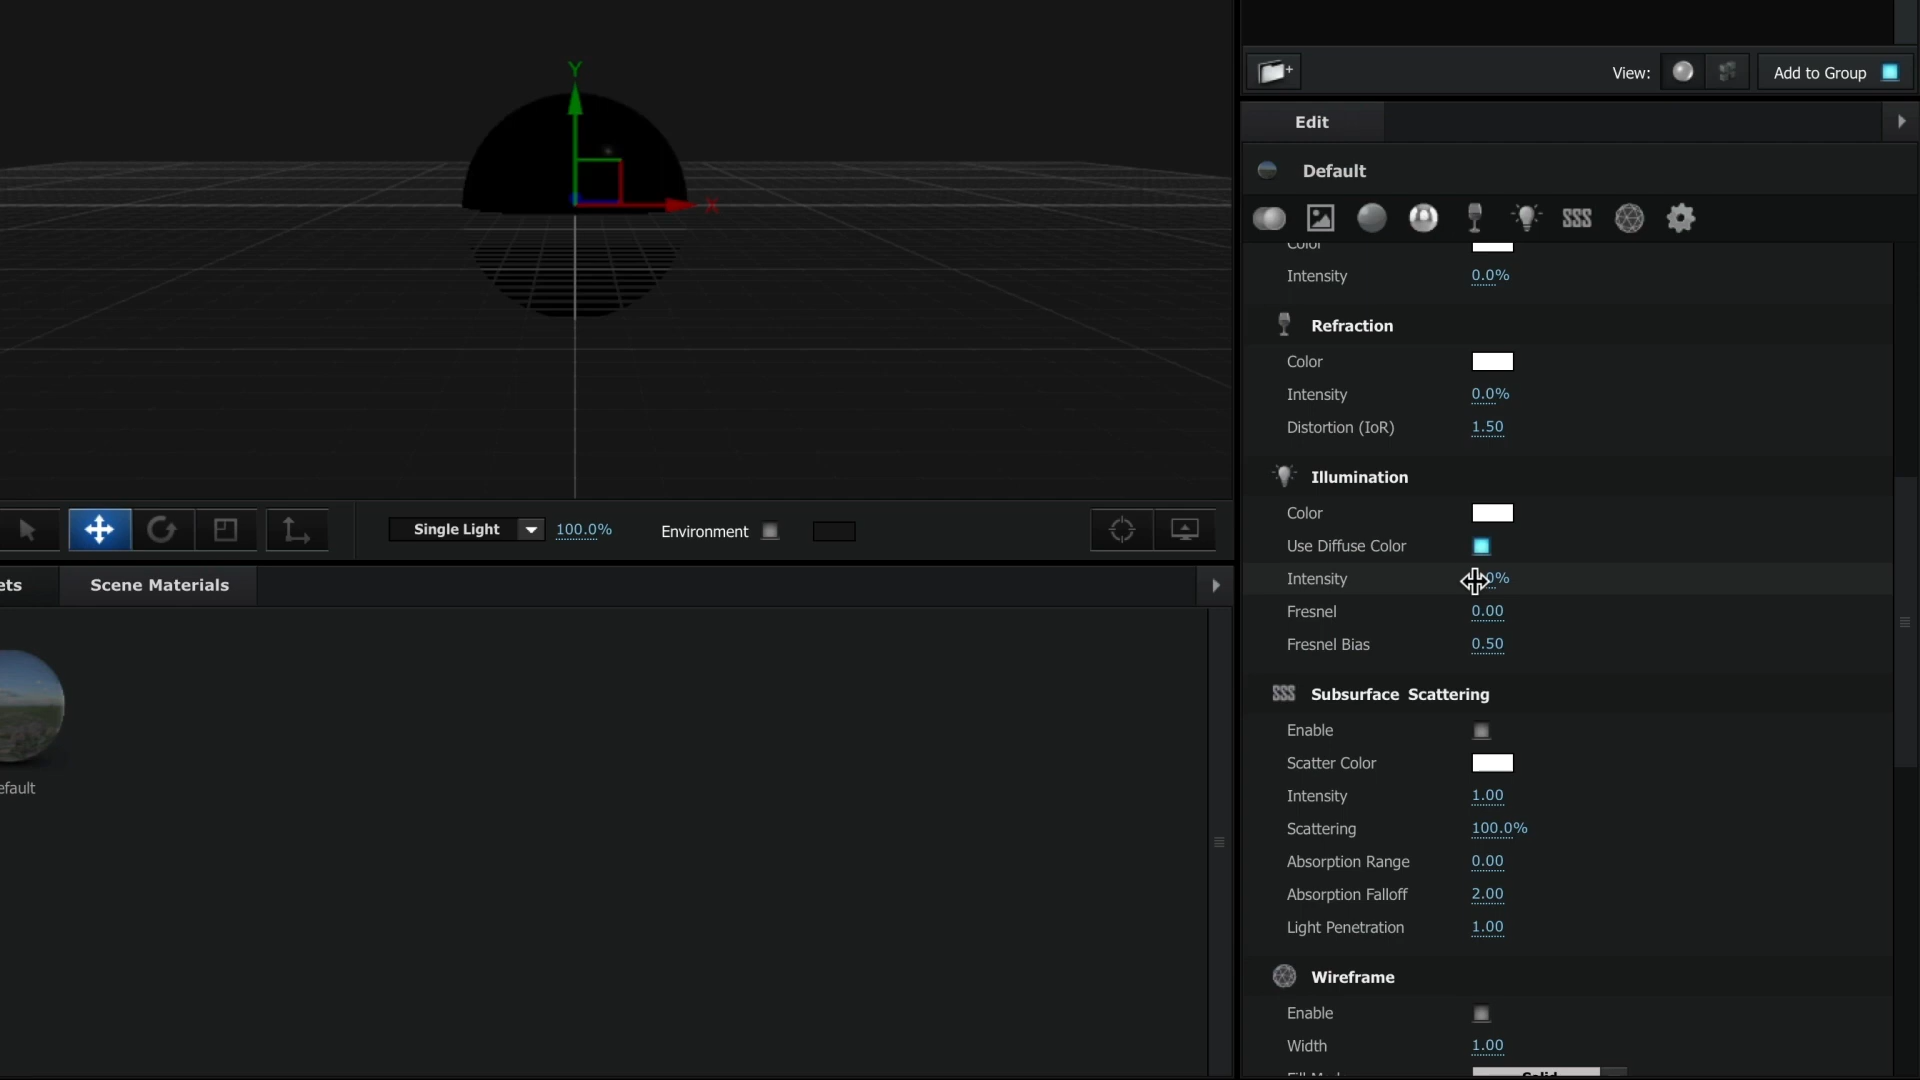 View:
Add to Group
Edit
Default
Y
X
Color
Intensity 0.0%
Refraction
Color
Intensity 0.0%
Distortion (IoR) 1.50
Illumination
Color
Use Diffuse Color
Intensity
Fresnel 0.00
Fresnel Bias 0.50
Subsurface Scattering
Enable
Scatter Color
Intensity 1.00
Scattering 100.0%
Absorption Range 0.00
Absorption Falloff 2.00
Light Penetration 1.00
Wireframe
Enable
Width 1.00
Solid
Single Light 100.0%
Environment
ets
Scene Materials
efault